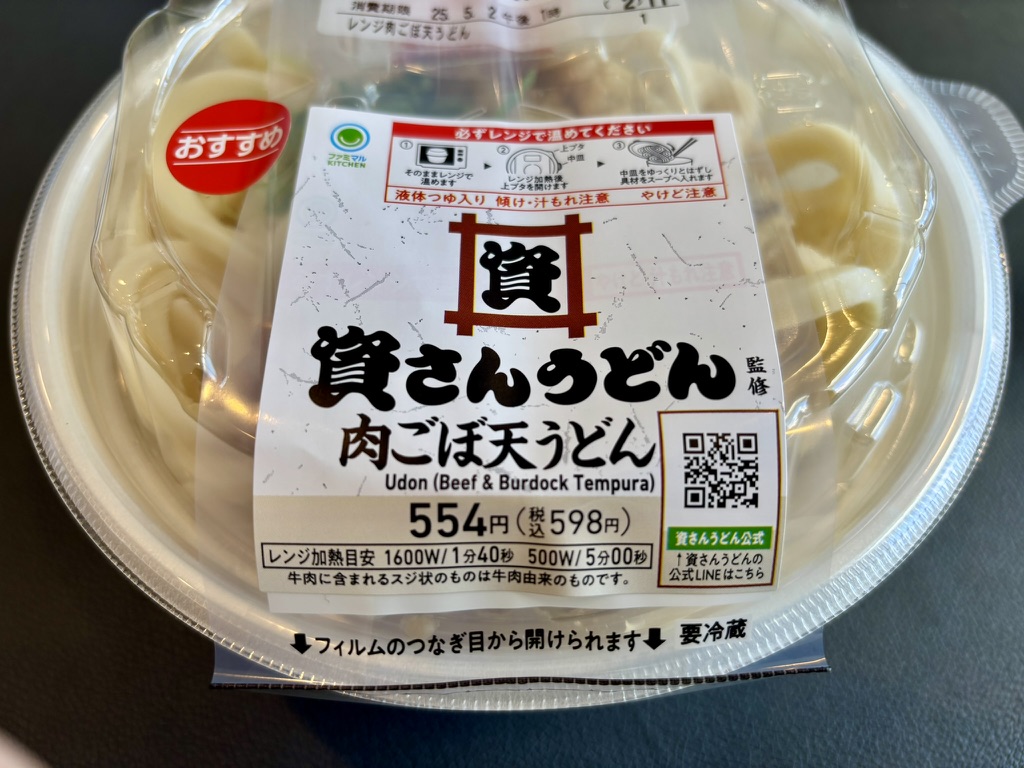 消費期限 25. 5. 2 午後 1時
レンジ肉ごぼ天うどん
おすすめ
ファミマル
KITCHEN
必ずレンジで温めてください
① そのままレンジで
温めます
② 上ブタ
中皿
レンジ加熱後
上ブタを開けます
③ 中皿をゆっくりとはずし
具材をスープへ入れます
液体つゆ入り 傾け・汁もれ注意 やけど注意
資
資さんうどん 監修
肉ごぼ天うどん
Udon (Beef & Burdock Tempura)
554円(税込598円)
レンジ加熱目安 1600W/1分40秒 500W/5分00秒
牛肉に含まれるスジ状のものは牛肉由来のものです。
資さんうどん公式
↑資さんうどんの
公式LINEはこちら
⬇フィルムのつなぎ目から開けられます⬇ 要冷蔵